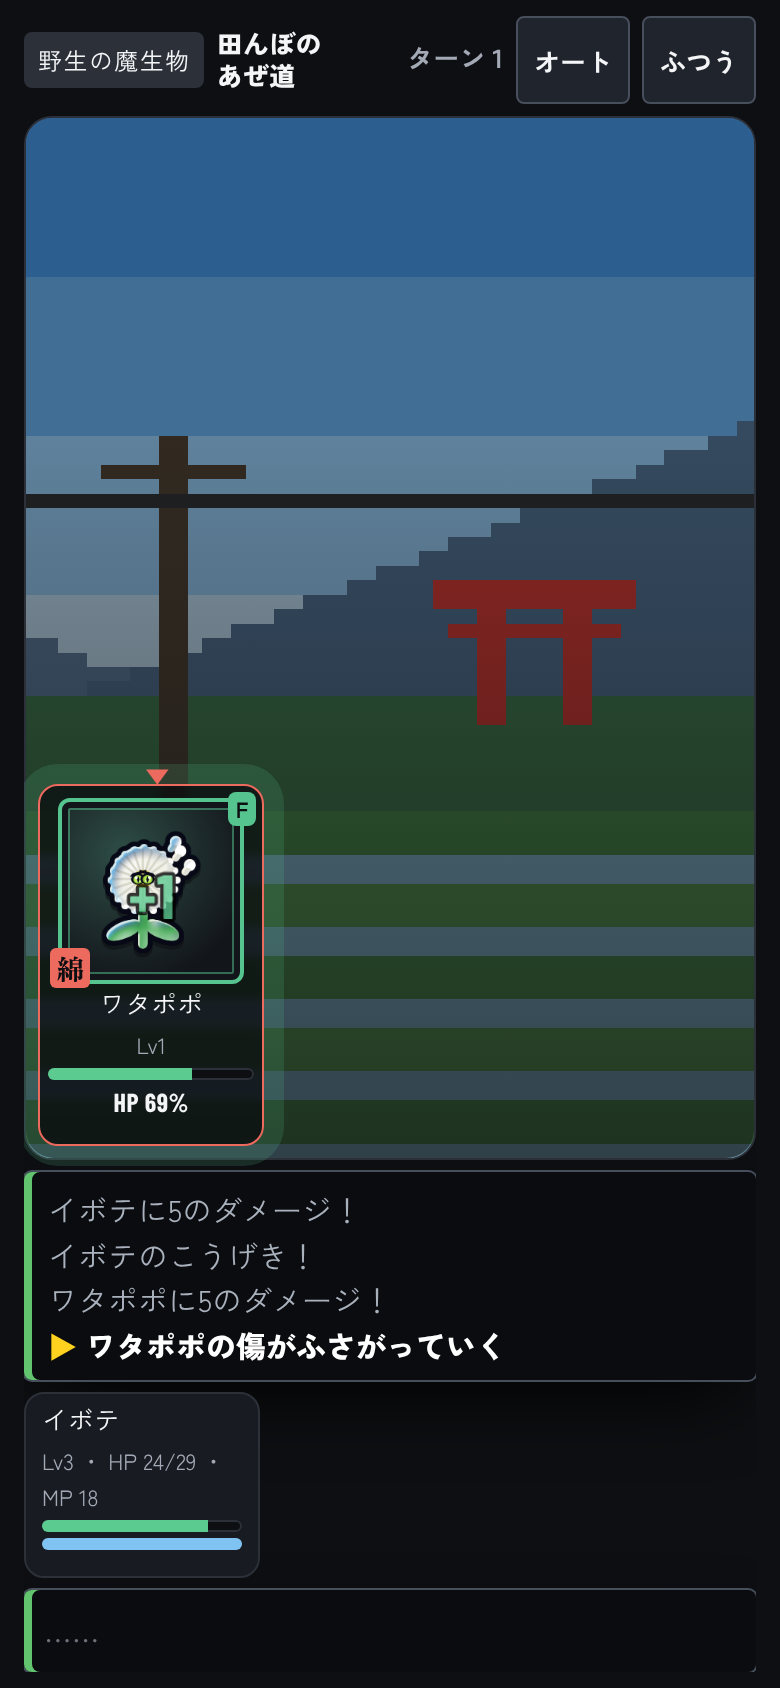 野生の魔生物
田んぼの
あぜ道
ターン 1
オート
ふつう
F
+1
綿
ワタポポ
Lv1
HP 69%
イボテに5のダメージ！
イボテのこうげき！
ワタポポに5のダメージ！
▶ ワタポポの傷がふさがっていく
イボテ
Lv3 ・ HP 24/29 ・
MP 18
……